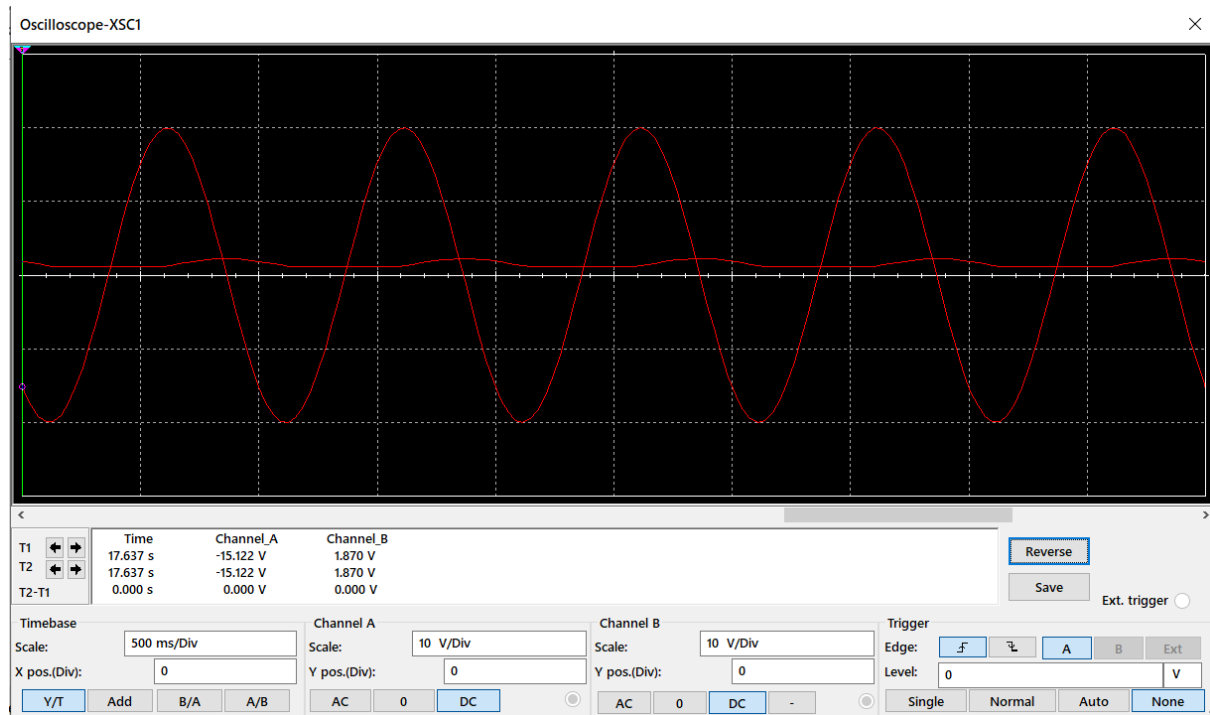 Oscilloscope-XSC1
Time Channel_A Channel_B
T1 17.637 s -15.122 V 1.870 V
T2 17.637 s -15.122 V 1.870 V
T2-T1 0.000 s 0.000 V 0.000 V
Reverse
Save
Ext. trigger
Timebase
Scale: 500 ms/Div
X pos.(Div): 0
Y/T Add B/A A/B
Channel A
Scale: 10 V/Div
Y pos.(Div): 0
AC 0 DC
Channel B
Scale: 10 V/Div
Y pos.(Div): 0
AC 0 DC -
Trigger
Edge: A B Ext
Level: 0 V
Single Normal Auto None